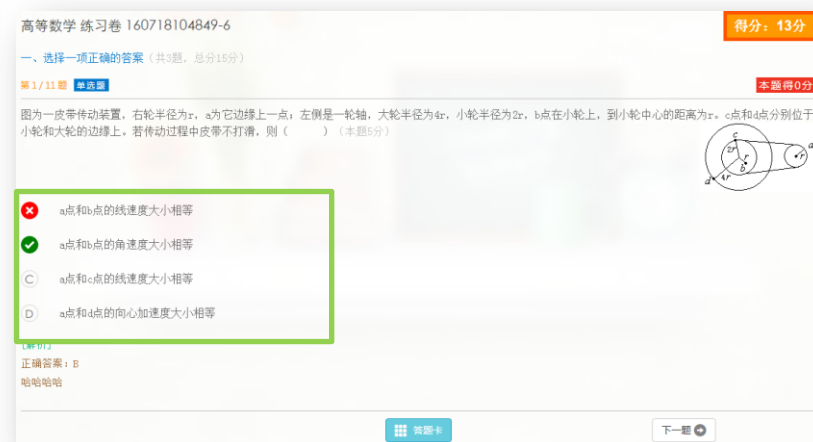 高等数学 练习卷 160718104849-6
得分：13分
一、选择一项正确的答案（共3题，总分15分）
第1/11题 单选题
本题得0分
图为一皮带传动装置，右轮半径为r，a为它边缘上一点；左侧是一轮轴，大轮半径为4r，小轮半径为2r，b点在小轮上，到小轮中心的距离为r。c点和d点分别位于
小轮和大轮的边缘上。若传动过程中皮带不打滑，则（ ）（本题5分）
c
2r
r
b
4r
d
r
a
a点和b点的线速度大小相等
a点和b点的角速度大小相等
C a点和c点的线速度大小相等
D a点和d点的向心加速度大小相等
[解析]
正确答案：B
哈哈哈哈
答题卡
下一题